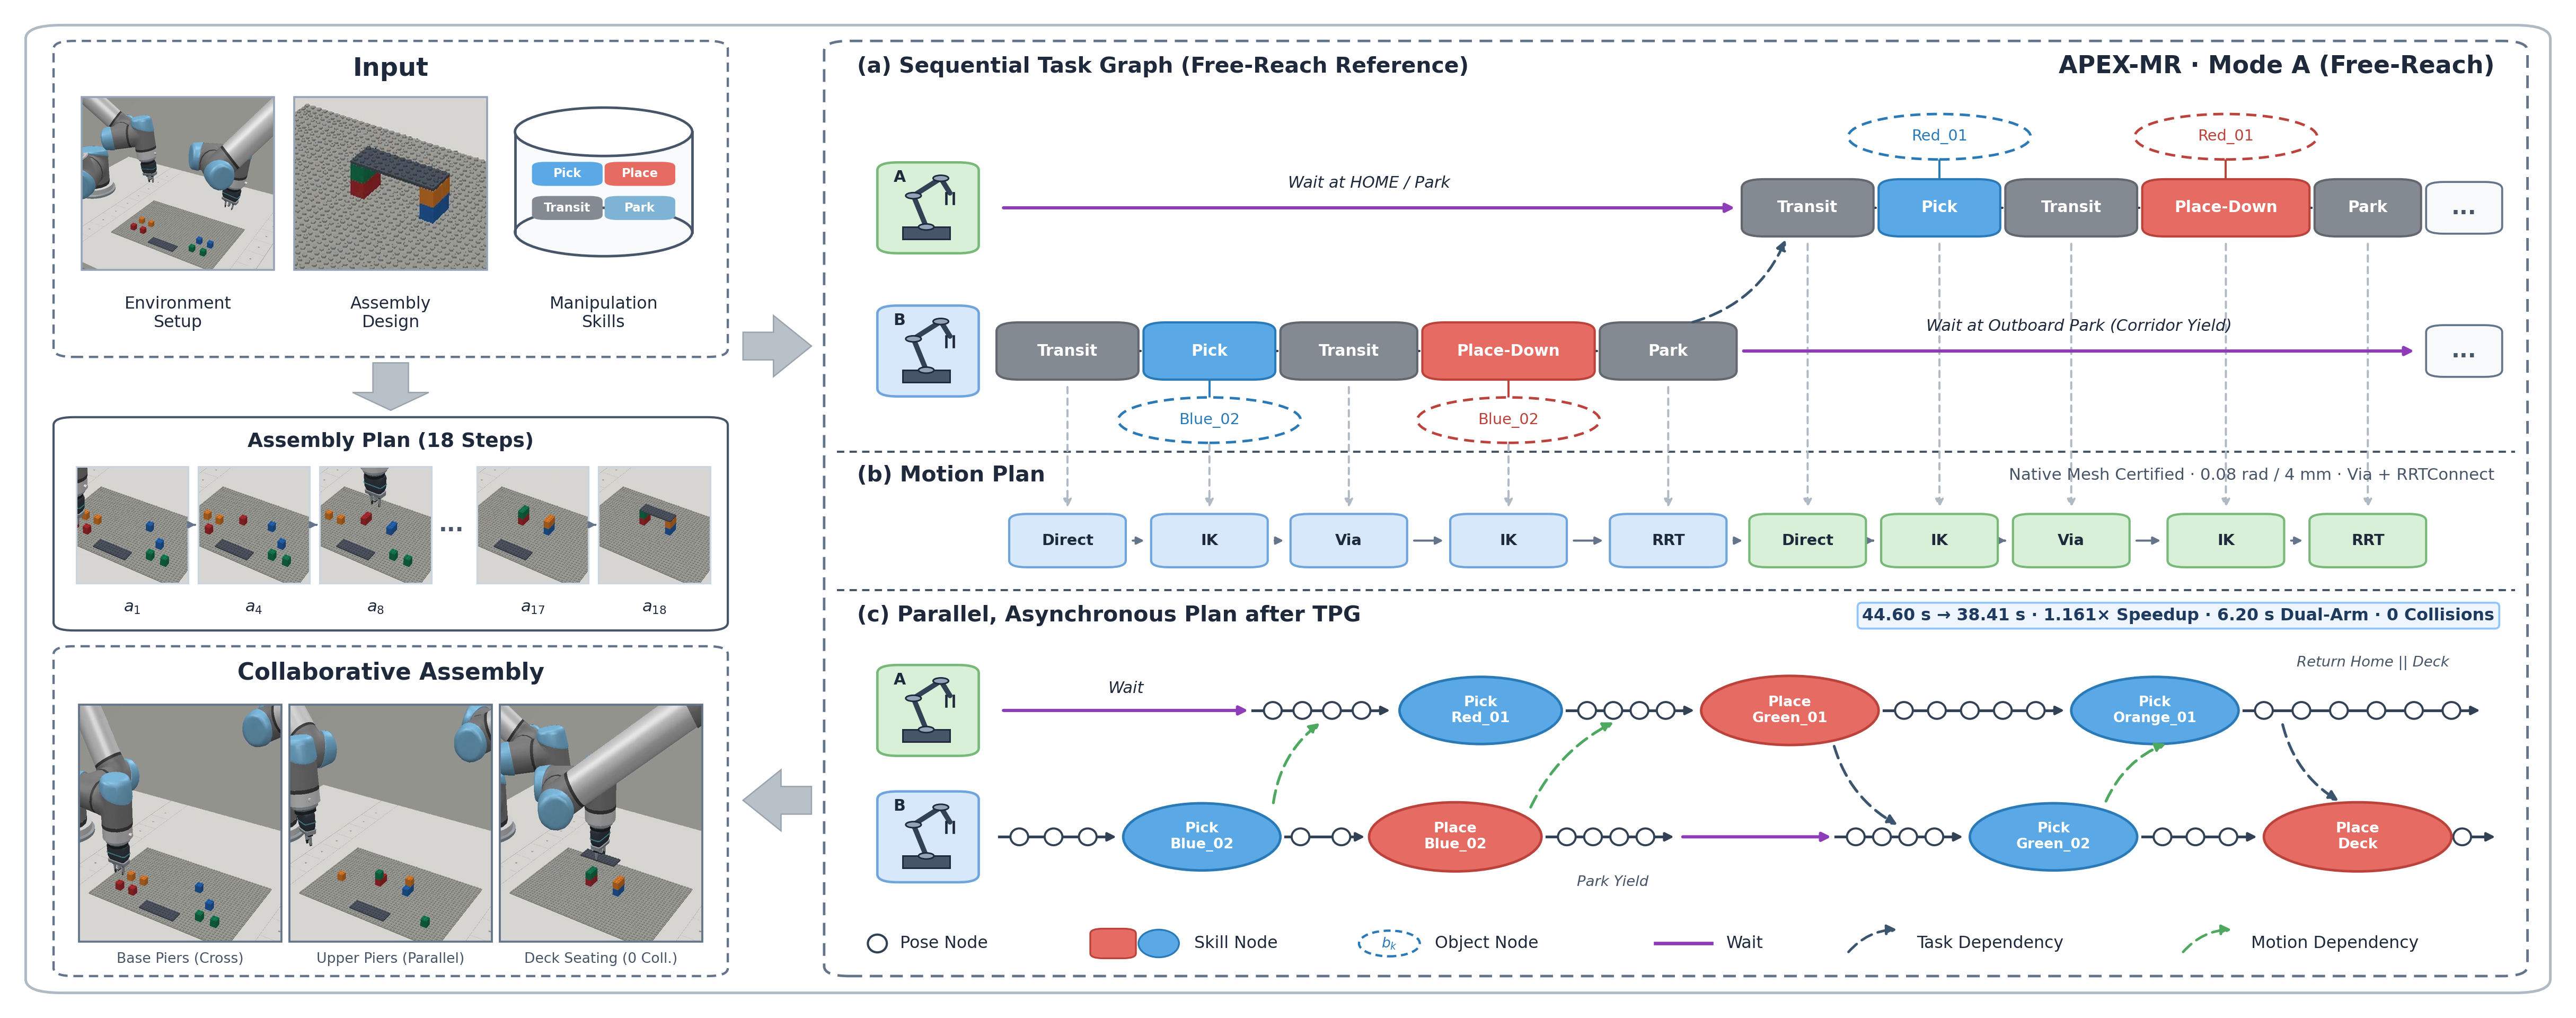 Input
Pick
Place
Transit
Park
Environment
Setup
Assembly
Design
Manipulation
Skills
Assembly Plan (18 Steps)
...
a1
a4
a8
a17
a18
Collaborative Assembly
Base Piers (Cross)
Upper Piers (Parallel)
Deck Seating (0 Coll.)
(a) Sequential Task Graph (Free-Reach Reference)
APEX-MR · Mode A (Free-Reach)
Red_01
Red_01
A
Wait at HOME / Park
Transit
Pick
Transit
Place-Down
Park
...
B
Transit
Pick
Transit
Place-Down
Park
Wait at Outboard Park (Corridor Yield)
...
Blue_02
Blue_02
(b) Motion Plan
Native Mesh Certified · 0.08 rad / 4 mm · Via + RRTConnect
Direct
IK
Via
IK
RRT
Direct
IK
Via
IK
RRT
(c) Parallel, Asynchronous Plan after TPG
44.60 s → 38.41 s · 1.161× Speedup · 6.20 s Dual-Arm · 0 Collisions
Return Home || Deck
A
Wait
Pick
Red_01
Place
Green_01
Pick
Orange_01
B
Pick
Blue_02
Place
Blue_02
Pick
Green_02
Place
Deck
Park Yield
Pose Node
Skill Node
bk
Object Node
Wait
Task Dependency
Motion Dependency